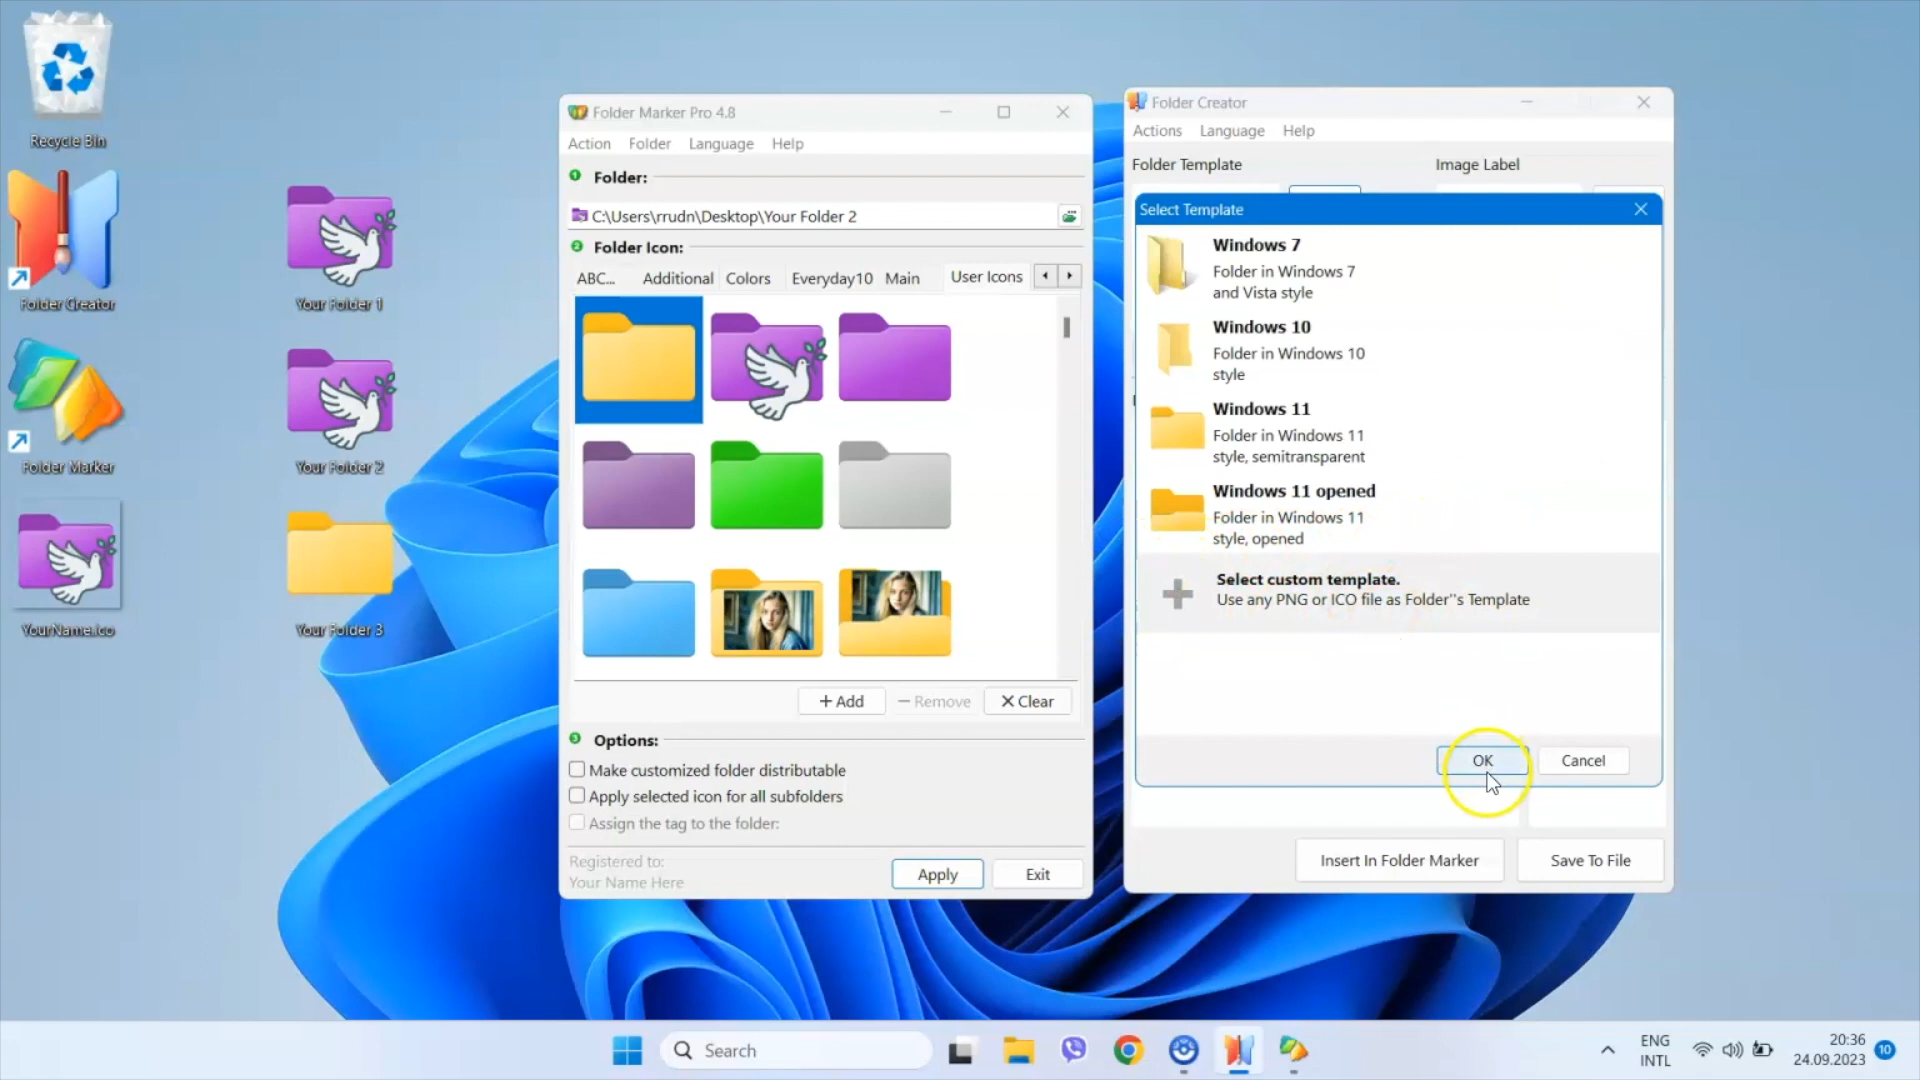 Recycle Bin
Folder Creator
Folder Marker
YourName.ico
Your Folder 1
Your Folder 2
Your Folder 3
Folder Marker Pro 4.8
Action Folder Language Help
1 Folder:
C:\Users\rrudn\Desktop\Your Folder 2
2 Folder Icon:
ABC... Additional Colors Everyday10 Main User Icons
+ Add − Remove X Clear
3 Options:
Make customized folder distributable
Apply selected icon for all subfolders
Assign the tag to the folder:
Registered to:
Your Name Here
Apply Exit
Folder Creator
Actions Language Help
Folder Template Image Label
Select Template
Windows 7
Folder in Windows 7
and Vista style
Windows 10
Folder in Windows 10
style
Windows 11
Folder in Windows 11
style, semitransparent
Windows 11 opened
Folder in Windows 11
style, opened
Select custom template.
Use any PNG or ICO file as Folder''s Template
OK Cancel
Insert In Folder Marker Save To File
Search
ENG
INTL
20:36
24.09.2023
10